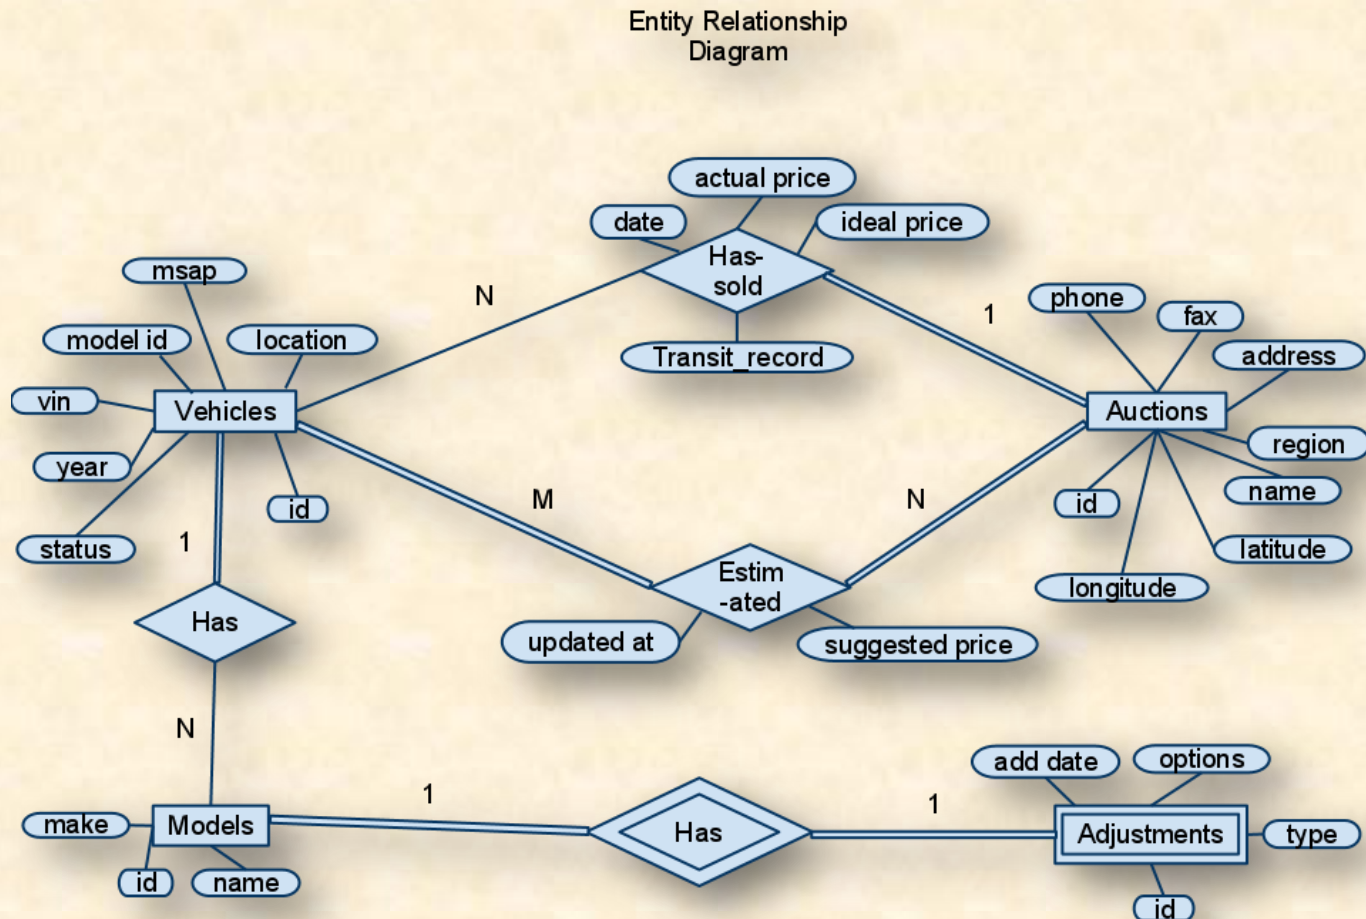 Entity Relationship
Diagram
actual price
date
ideal price
Has-
sold
msap
N
phone
1
fax
model id
location
Transit_record
address
vin
Vehicles
Auctions
region
year
id
M
N
id
name
status
1
latitude
Estim
-ated
longitude
Has
updated at
suggested price
N
add date
options
1
1
make
Models
Has
Adjustments
type
id
name
id